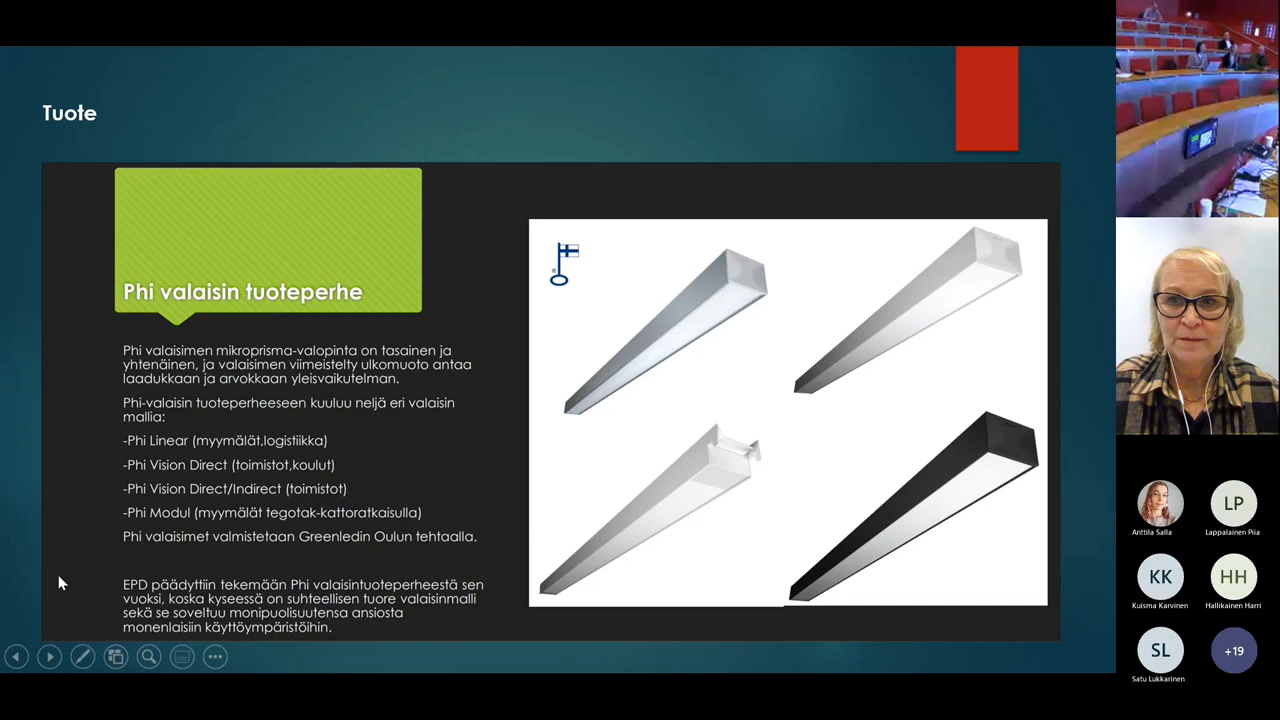 Tuote
Phi valaisin tuoteperhe
Phi valaisimen mikroprisma-valopinta on tasainen ja
yhtenäinen, ja valaisimen viimeistelty ulkomuoto antaa
laadukkaan ja arvokkaan yleisvaikutelman.
Phi-valaisin tuoteperheeseen kuuluu neljä eri valaisin
mallia:
-Phi Linear (myymälät,logistiikka)
-Phi Vision Direct (toimistot,koulut)
-Phi Vision Direct/Indirect (toimistot)
-Phi Modul (myymälät tegotak-kattoratkaisulla)
Phi valaisimet valmistetaan Greenledin Oulun tehtaalla.
EPD päädyttiin tekemään Phi valaisintuoteperheestä sen
vuoksi, koska kyseessä on suhteellisen tuore valaisinmalli
sekä se soveltuu monipuolisuutensa ansiosta
monenlaisiin käyttöympäristöihin.
Anttila Salla
LP
Lappalainen Piia
KK
Kuisma Karvinen
HH
Hallikainen Harri
SL
Satu Lukkarinen
+19